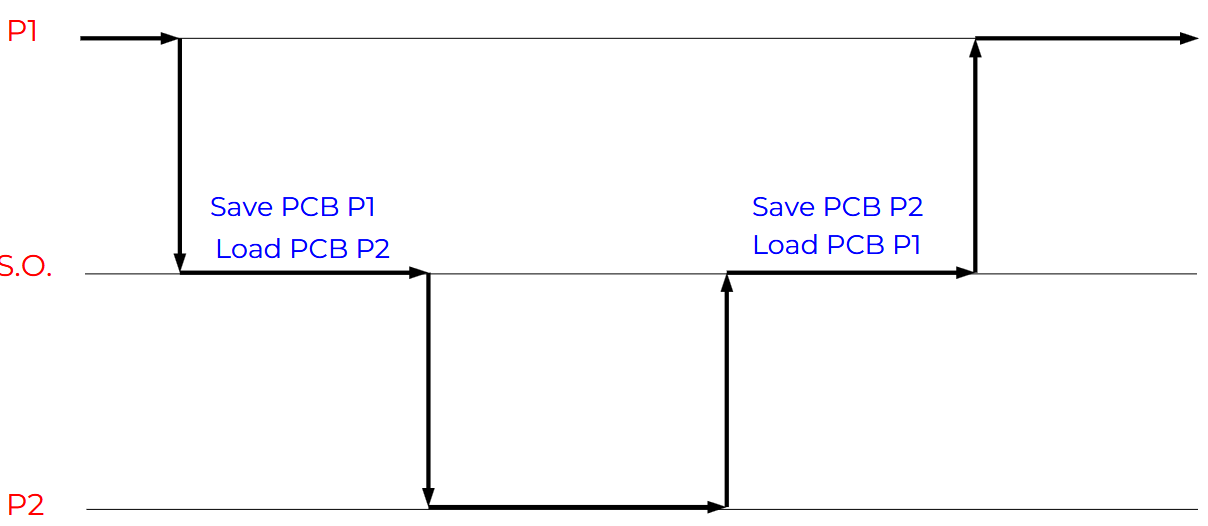 P1
Save PCB P1
Load PCB P2
Save PCB P2
Load PCB P1
S.O.
P2